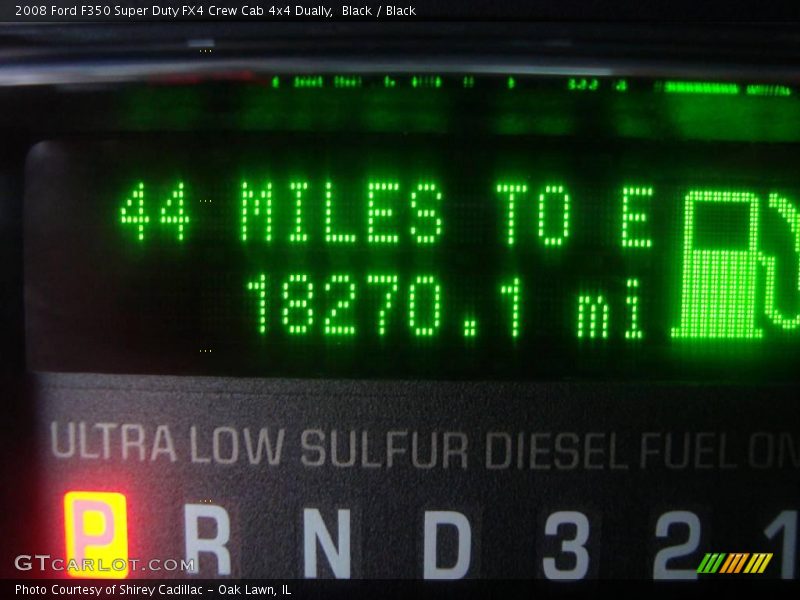 2008 Ford F350 Super Duty FX4 Crew Cab 4x4 Dually,  Black / Black
44 MILES TO E
18270.1 mi
ULTRA LOW SULFUR DIESEL FUEL ON
P R N D 3 2 1
GTCARLOT.COM
Photo Courtesy of Shirey Cadillac - Oak Lawn, IL